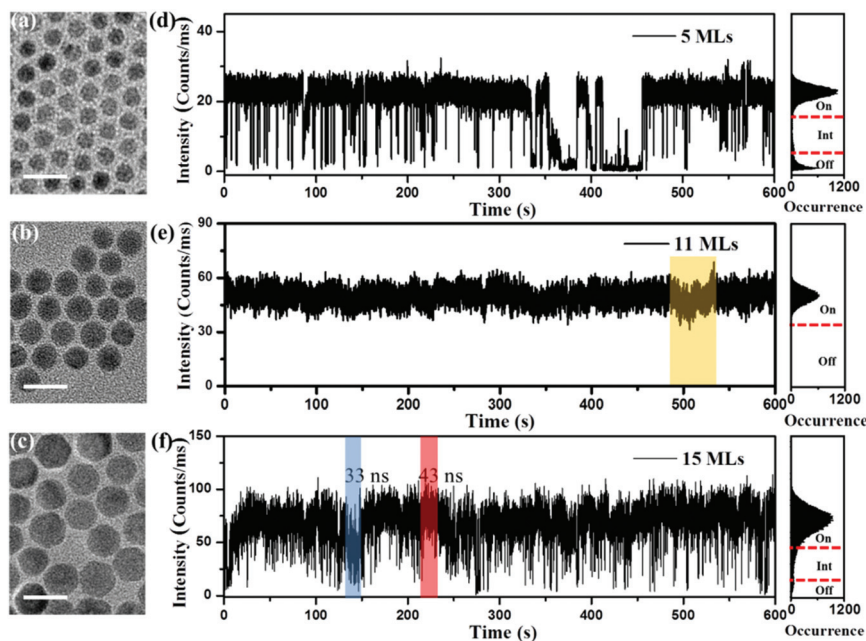 (a)
(d)
Intensity (Counts/ms)
40
20
0
5 MLs
0 100 200 300 400 500 600
Time (s)
On
Int
Off
0 600 1200
Occurrence
(b)
(e)
Intensity (Counts/ms)
90
60
30
0
11 MLs
0 100 200 300 400 500 600
Time (s)
On
Off
0 600 1200
Occurrence
(c)
(f)
Intensity (Counts/ms)
150
100
50
0
33 ns
43 ns
15 MLs
0 100 200 300 400 500 600
Time (s)
On
Int
Off
0 600 1200
Occurrence